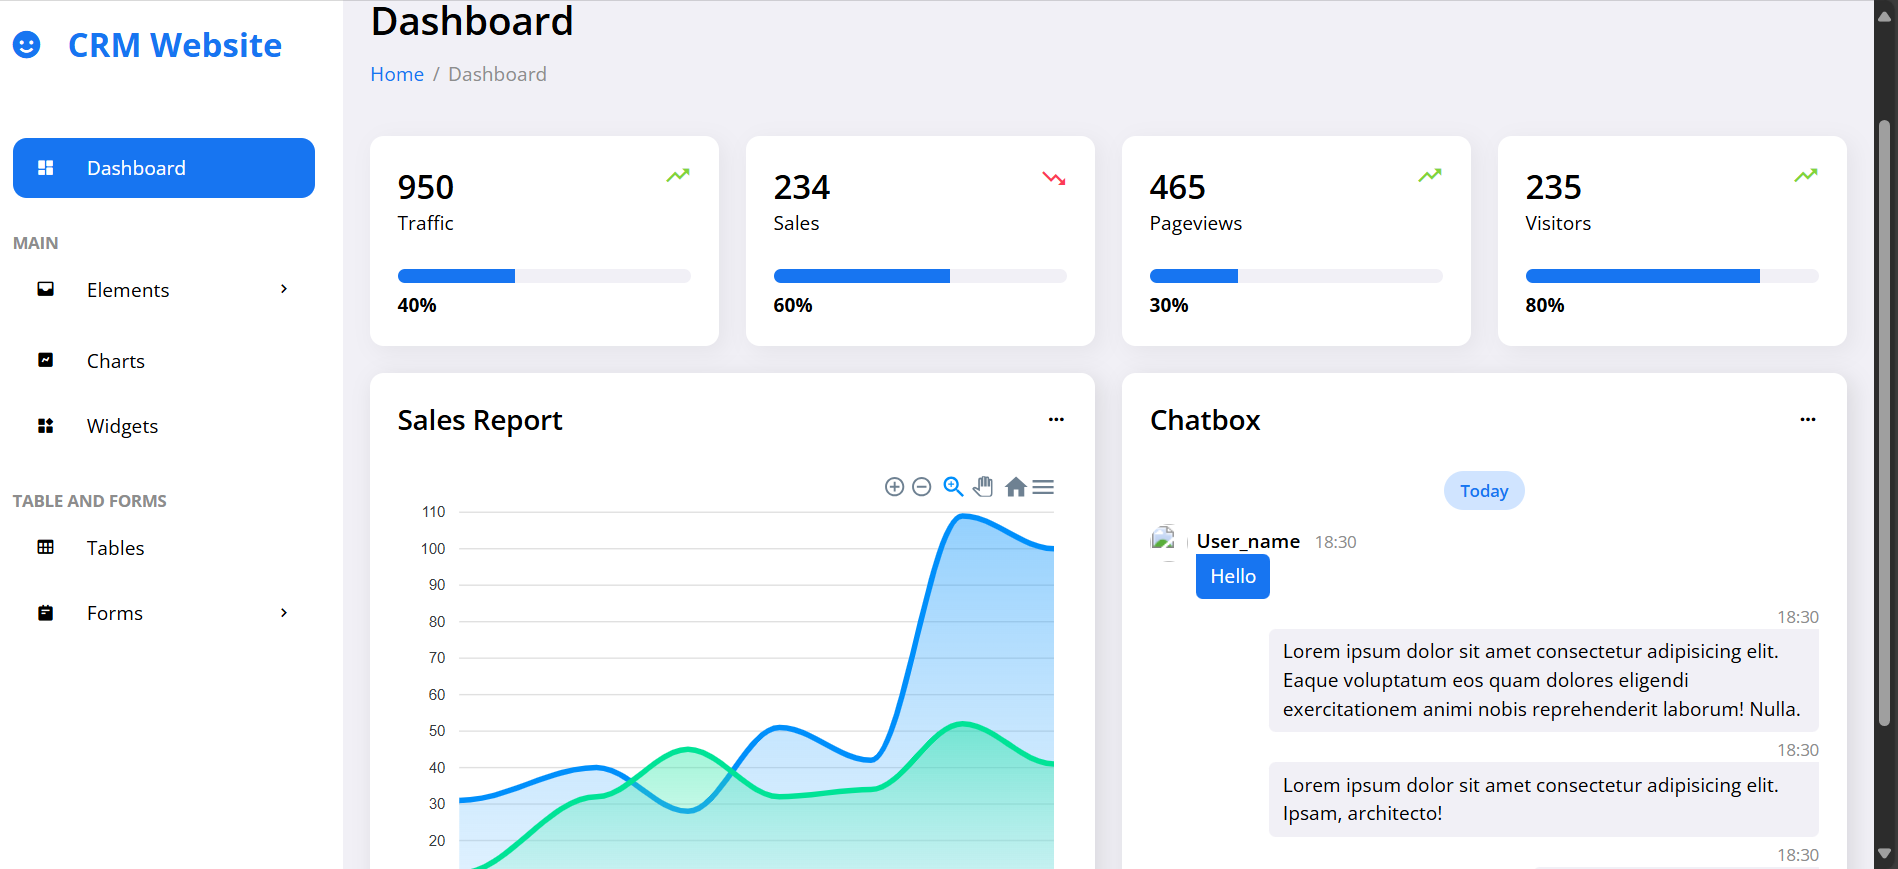 CRM Website
Dashboard
MAIN
Elements
Charts
Widgets
TABLE AND FORMS
Tables
Forms
Dashboard
Home / Dashboard
950
Traffic
40%
234
Sales
60%
465
Pageviews
30%
235
Visitors
80%
Sales Report
110
100
90
80
70
60
50
40
30
20
Chatbox
Today
User_name 18:30
Hello
18:30
Lorem ipsum dolor sit amet consectetur adipisicing elit.
Eaque voluptatum eos quam dolores eligendi
exercitationem animi nobis reprehenderit laborum! Nulla.
18:30
Lorem ipsum dolor sit amet consectetur adipisicing elit.
Ipsam, architecto!
18:30